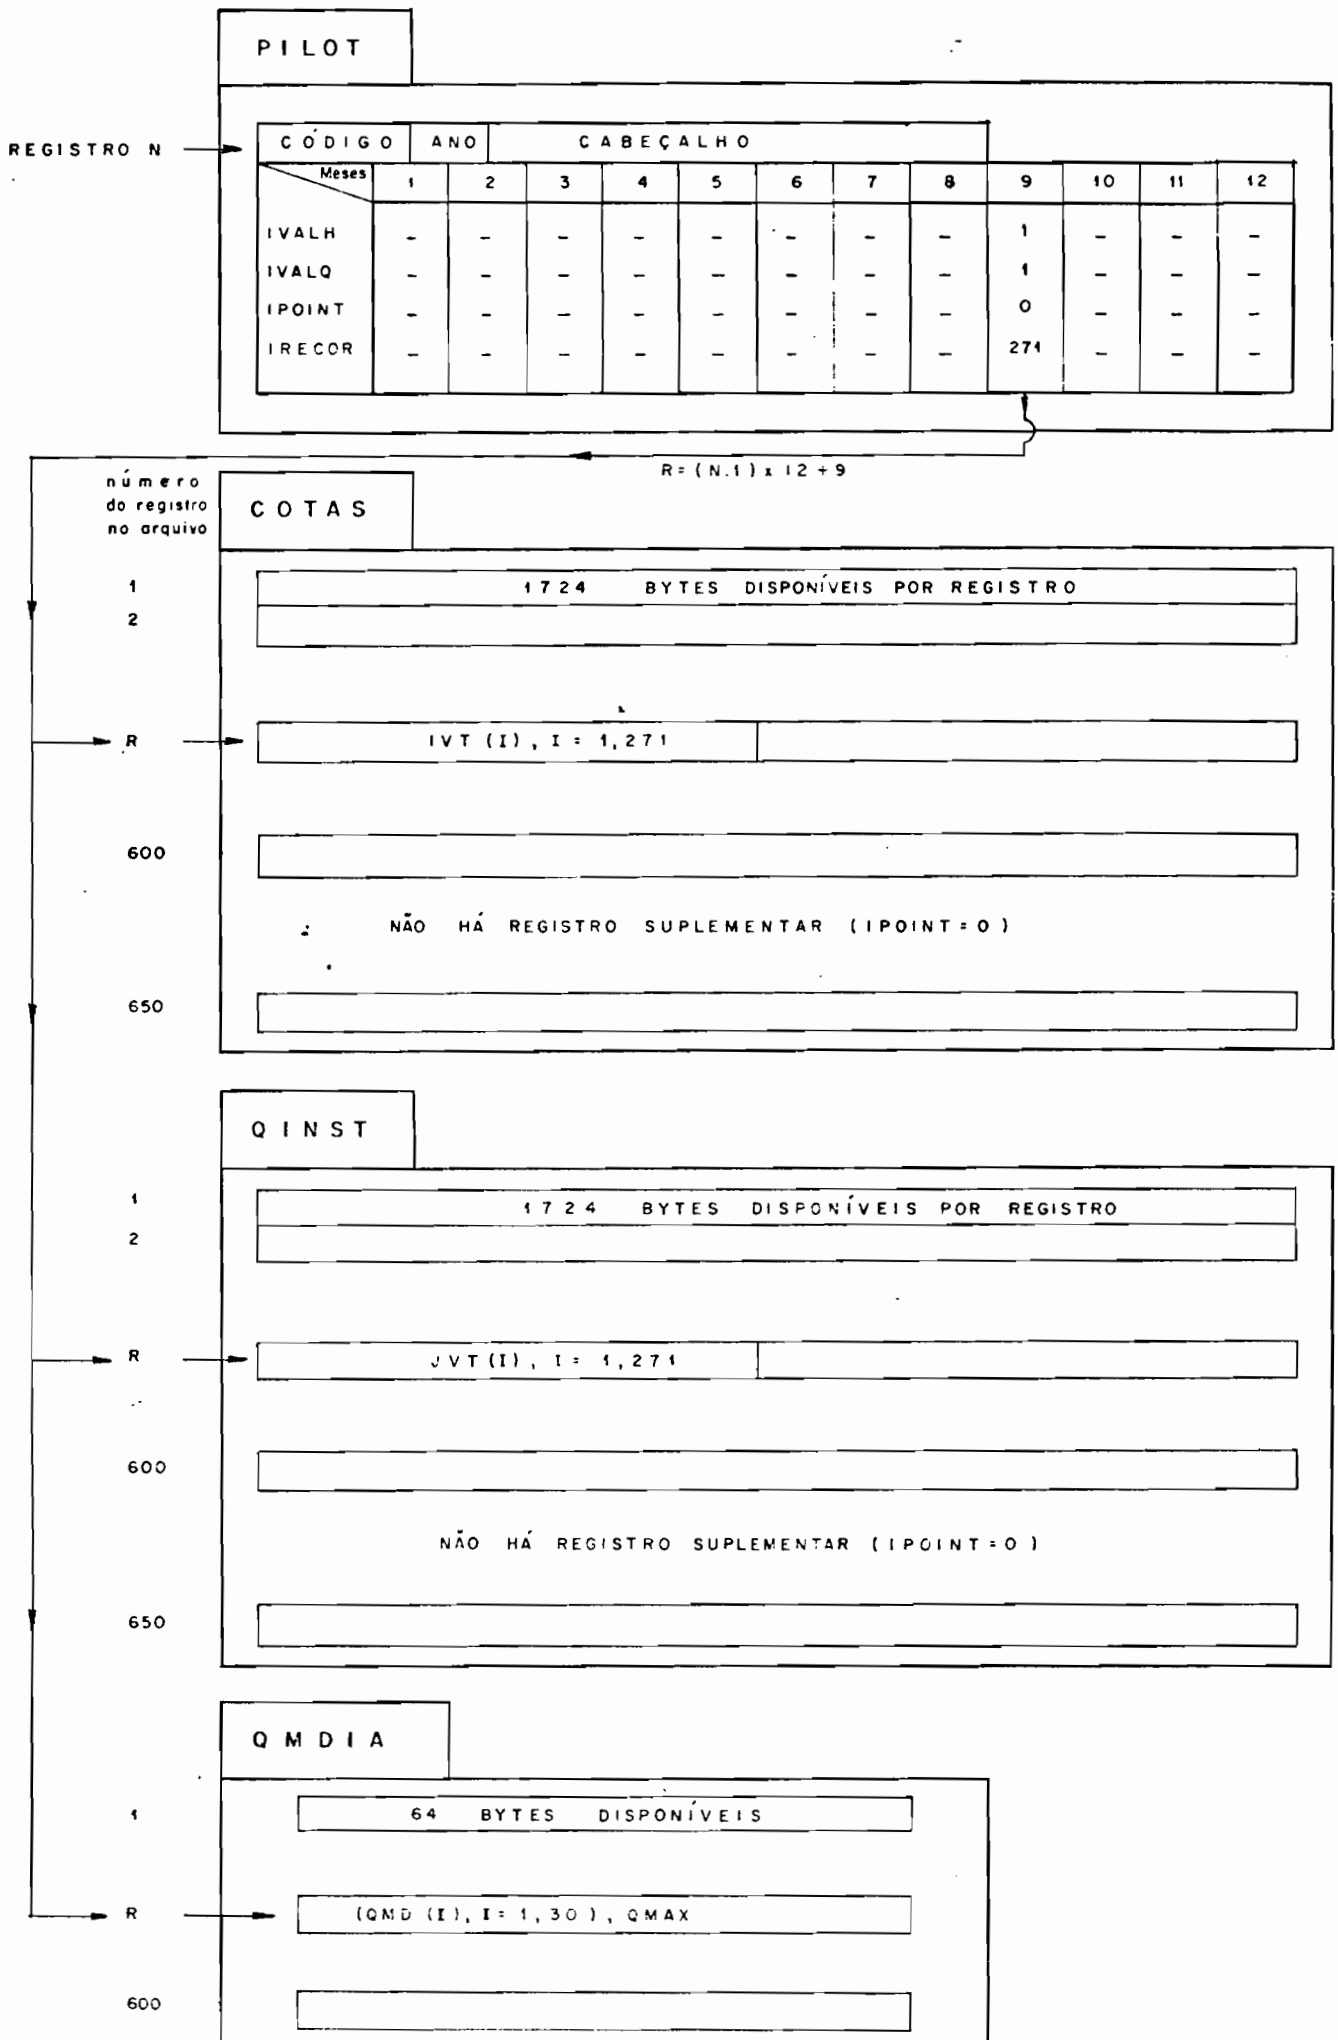 PILOT
REGISTRO N
CÓDIGO ANO CABEÇALHO
Meses 1 2 3 4 5 6 7 8 9 10 11 12
IVALH - - - - - - - - 1 - - -
IVALQ - - - - - - - - 1 - - -
IPOINT - - - - - - - - 0 - - -
IRECOR - - - - - - - - 271 - - -
R=(N.1)x12+9
número
do registro
no arquivo
COTAS
1 1724 BYTES DISPONÍVEIS POR REGISTRO
2
R IVT (I), I = 1,271
600
NÃO HÁ REGISTRO SUPLEMENTAR (IPOINT=0)
650
QINST
1 1724 BYTES DISPONÍVEIS POR REGISTRO
2
R JVT (I), I = 1,271
600
NÃO HÁ REGISTRO SUPLEMENTAR (IPOINT=0)
650
QMDIA
1 64 BYTES DISPONÍVEIS
R (QMD (I), I=1,30), QMAX
600